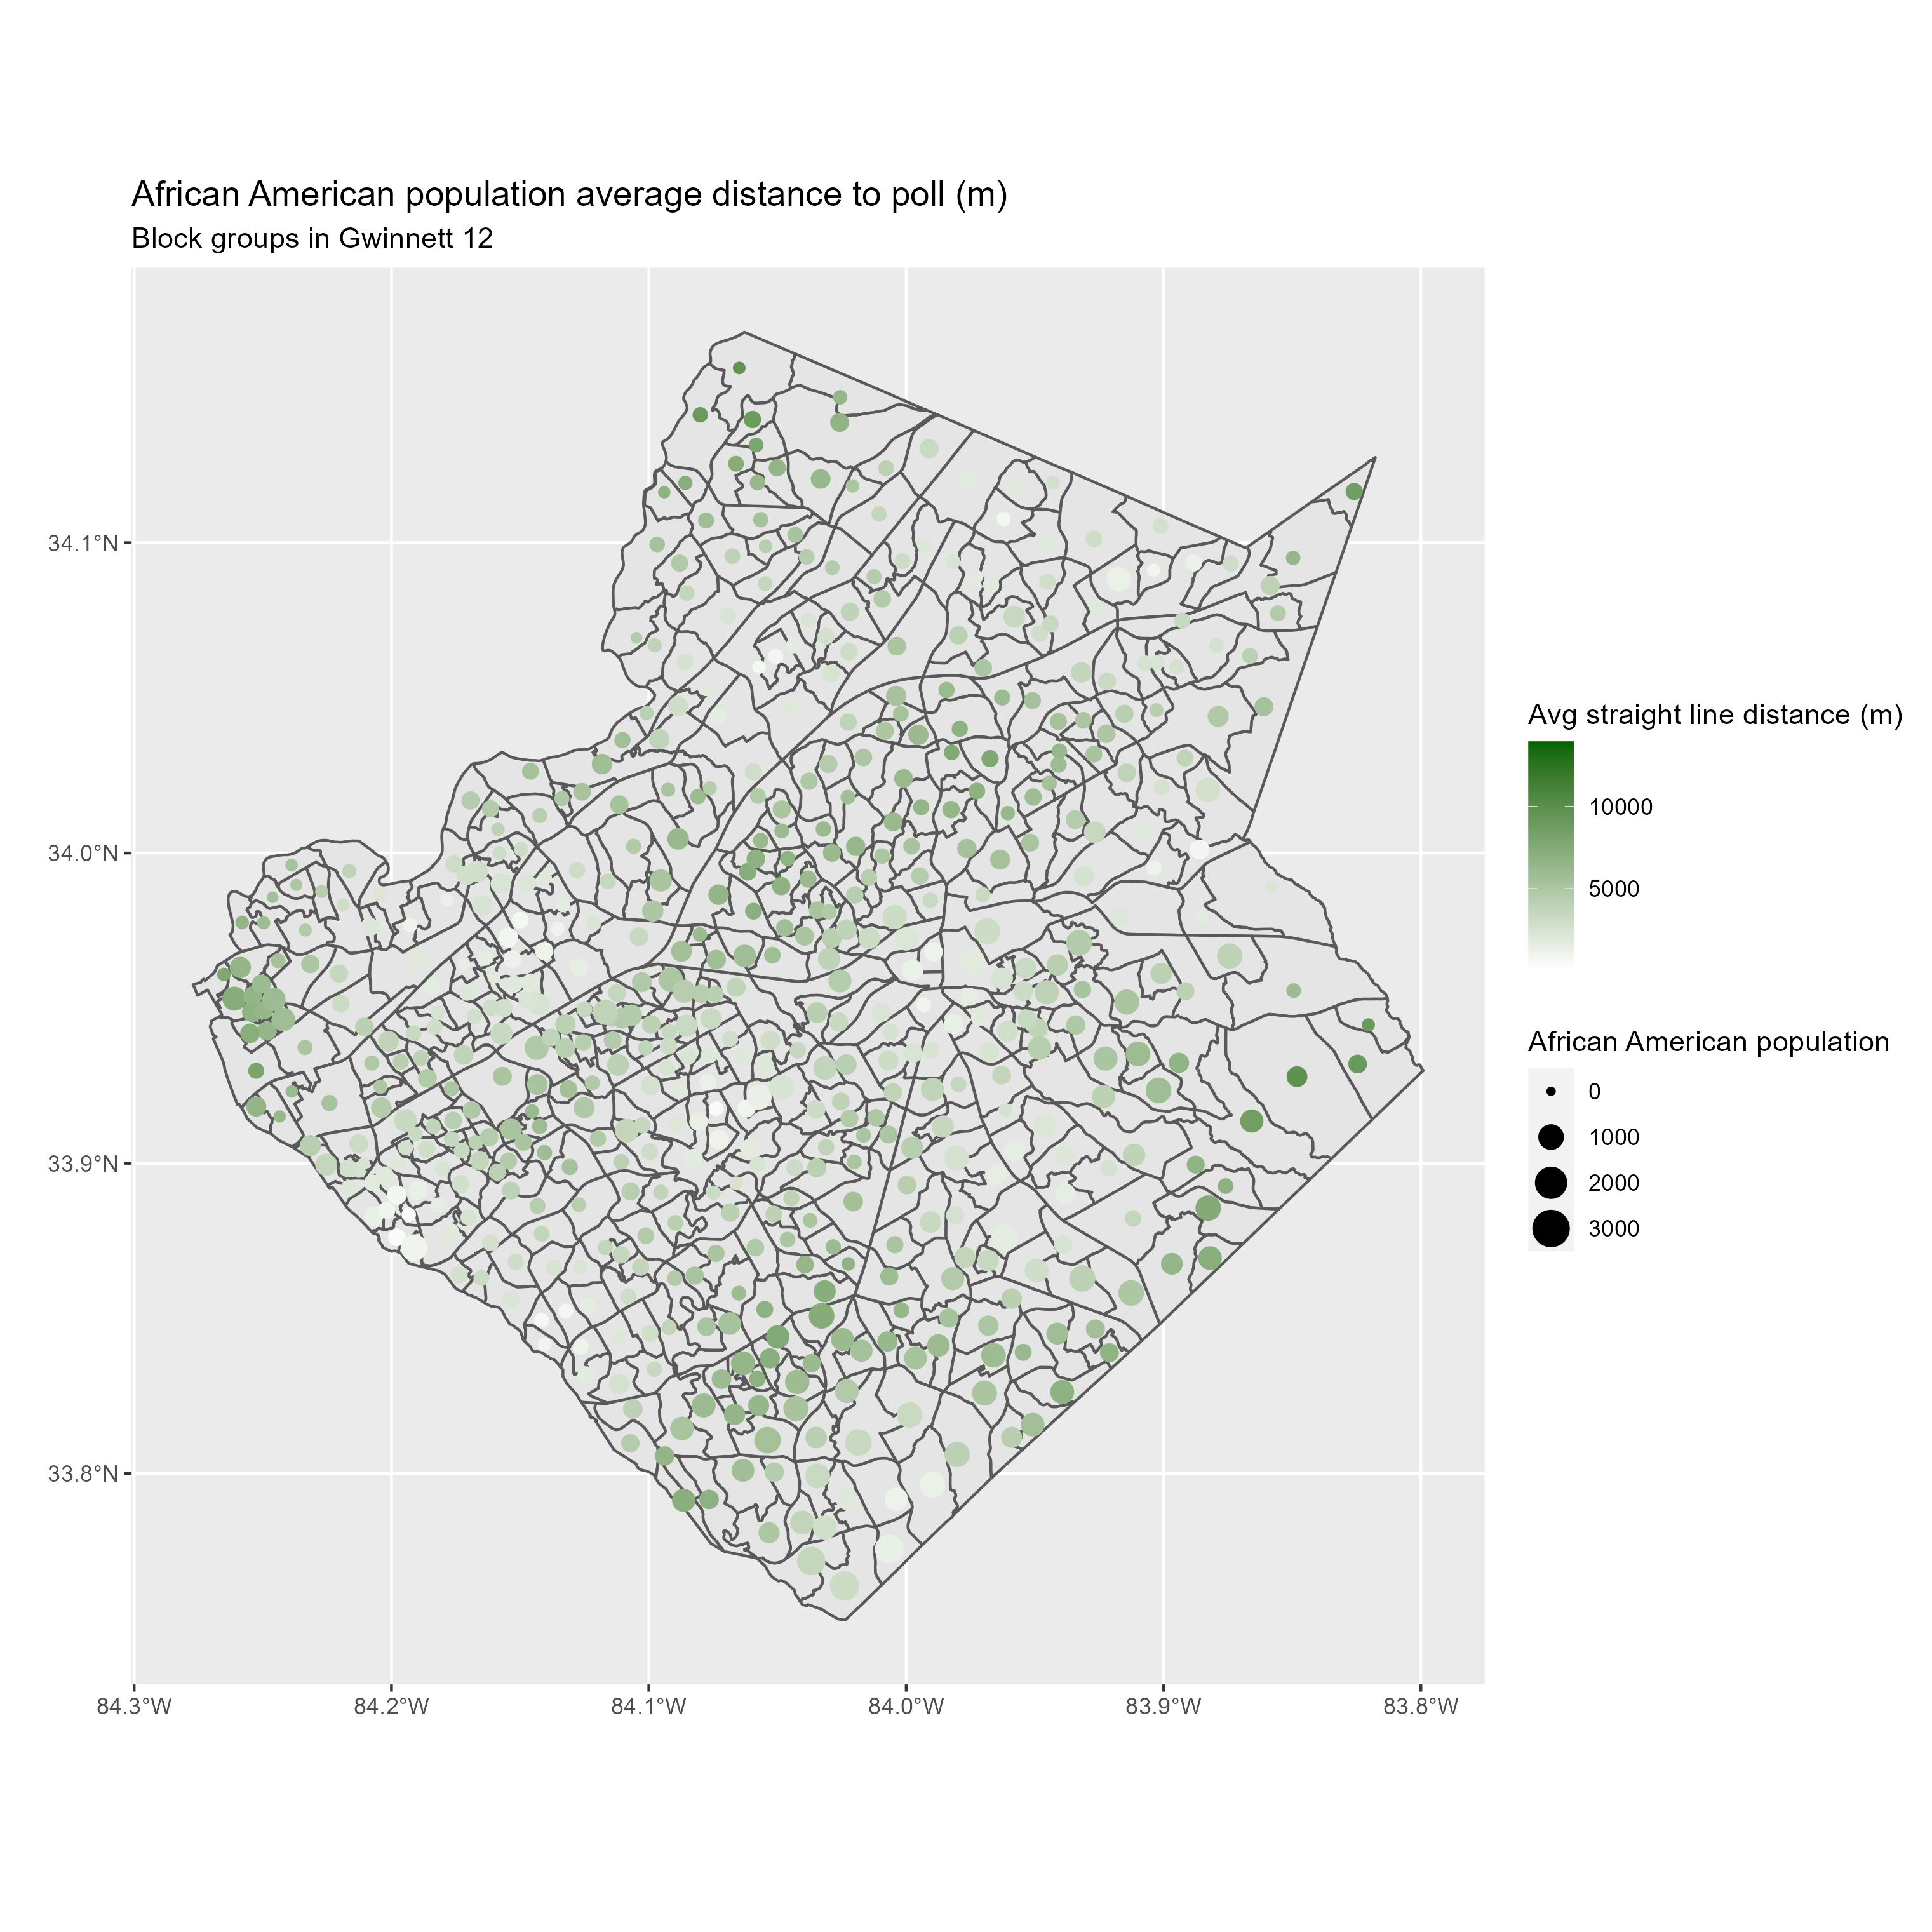 African American population average distance to poll (m)
Block groups in Gwinnett 12
34.1°N
34.0°N
33.9°N
33.8°N
84.3°W
84.2°W
84.1°W
84.0°W
83.9°W
83.8°W
Avg straight line distance (m)
10000
5000
African American population
0
1000
2000
3000